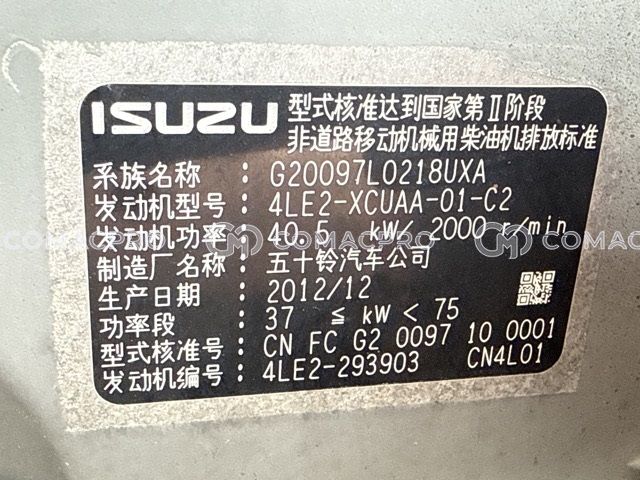 ISUZU 型式核准达到国家第Ⅱ阶段
非道路移动机械用柴油机排放标准
系族名称: G20097L0218UXA
发动机型号: 4LE2-XCUAA-01-C2
发动机功率: 40.5 kW/ 2000 r/min
制造厂名称: 五十铃汽车公司
生产日期: 2012/12
功率段: 37 ≦ kW < 75
型式核准号: CN FC G2 0097 10 0001
发动机编号: 4LE2-293903 CN4L01
COMACPRO COMACPRO COMACPRO